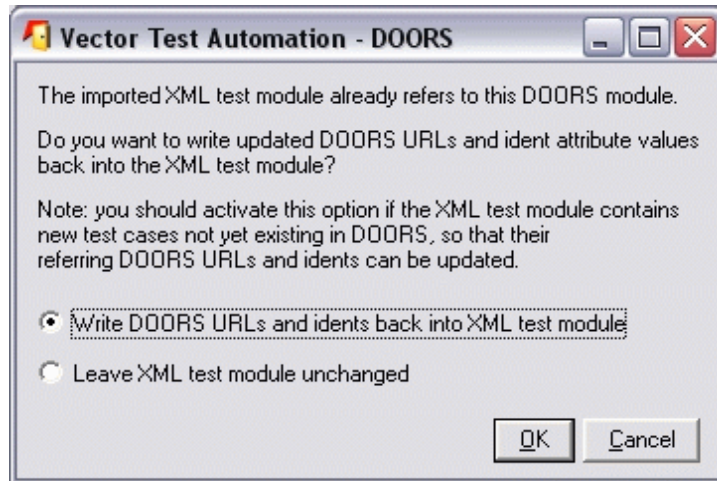 Vector Test Automation - DOORS
The imported XML test module already refers to this DOORS module.
Do you want to write updated DOORS URLs and ident attribute values
back into the XML test module?
Note: you should activate this option if the XML test module contains
new test cases not yet existing in DOORS, so that their
referring DOORS URLs and idents can be updated.
Write DOORS URLs and idents back into XML test module
Leave XML test module unchanged
OK Cancel